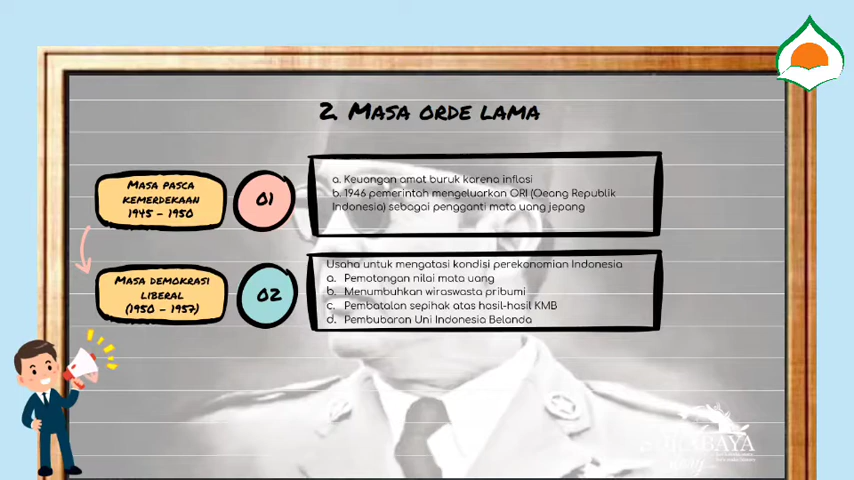 2. Masa orde lama
Masa pasca
kemerdekaan
1945 – 1950
01
a. Keuangan amat buruk karena inflasi
b. 1946 pemerintah mengeluarkan ORI (Oeang Republik
Indonesia) sebagai pengganti mata uang jepang
Masa demokrasi
liberal
(1950 – 1957)
02
Usaha untuk mengatasi kondisi perekonomian Indonesia
a. Pemotongan nilai mata uang
b. Menumbuhkan wiraswasta pribumi
c. Pembatalan sepihak atas hasil-hasil KMB
d. Pembubaran Uni Indonesia Belanda